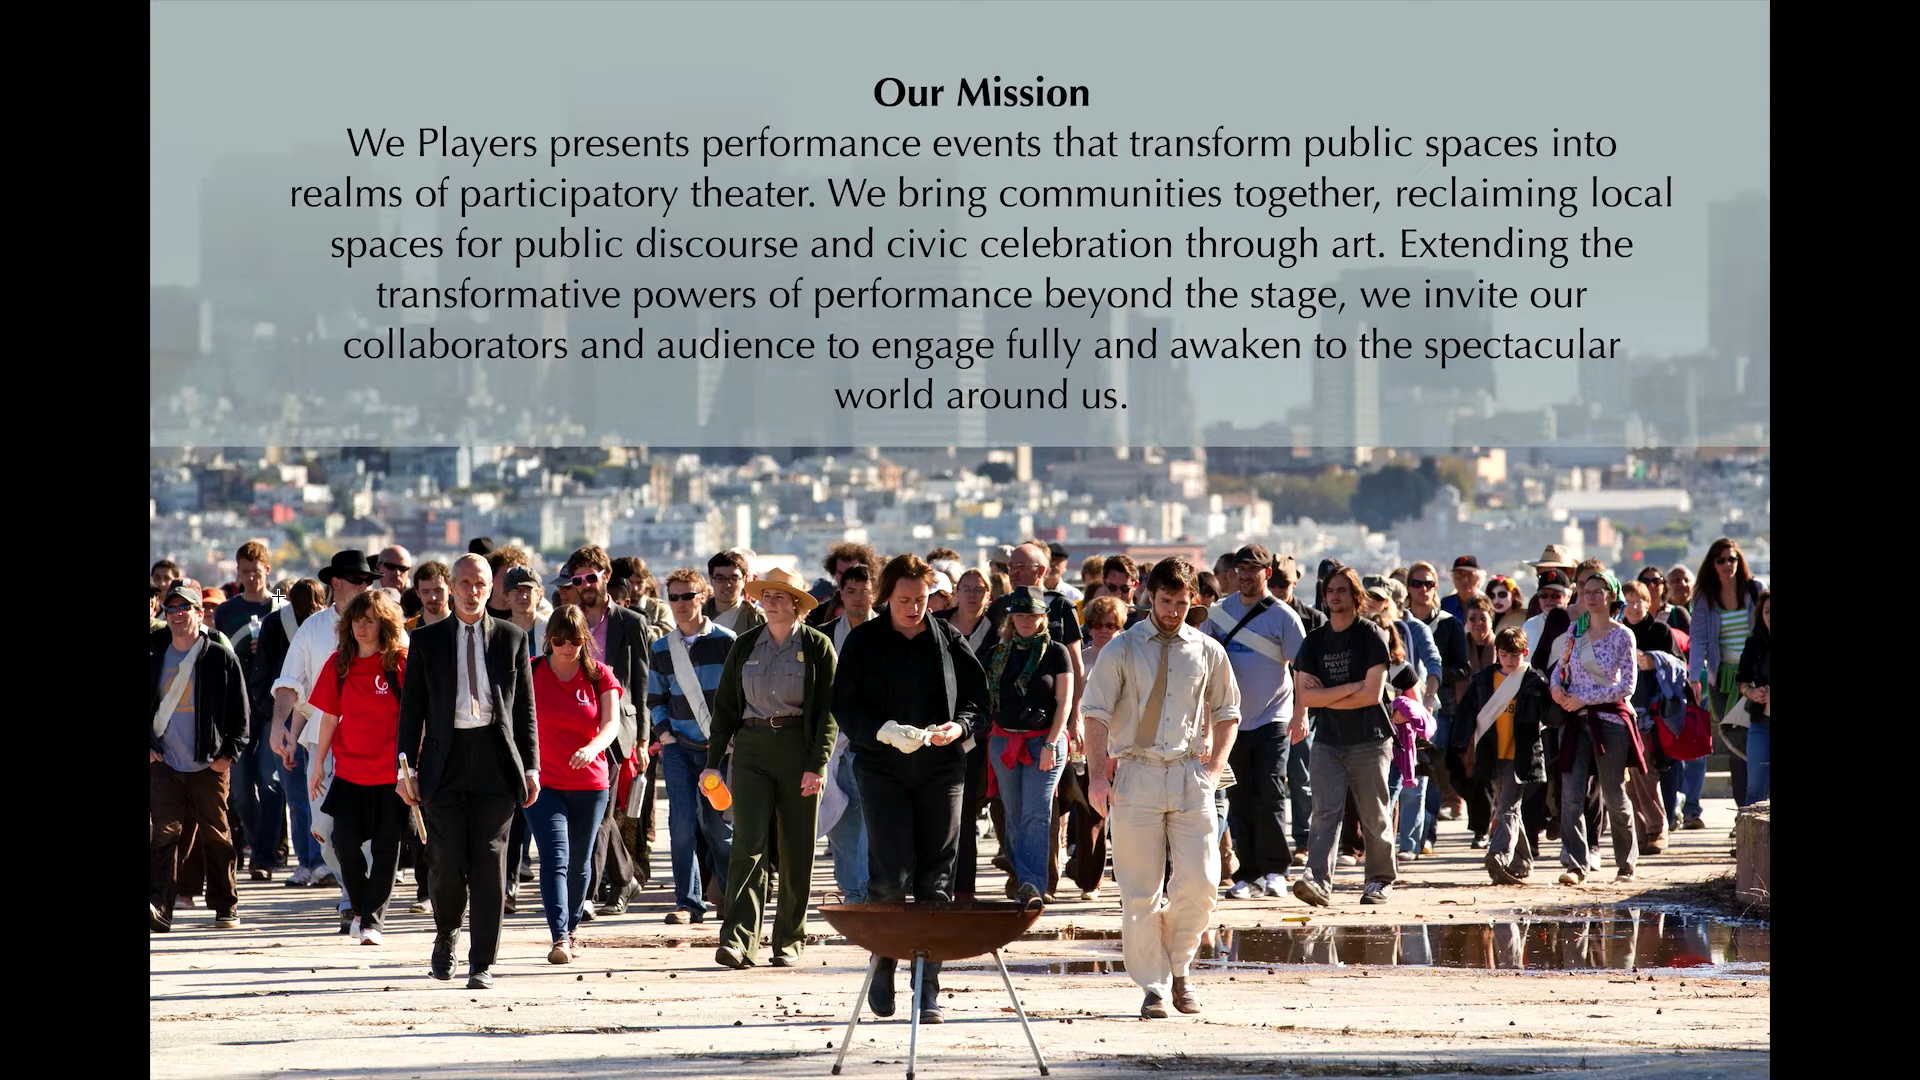 Our Mission
We Players presents performance events that transform public spaces into
realms of participatory theater. We bring communities together, reclaiming local
spaces for public discourse and civic celebration through art. Extending the
transformative powers of performance beyond the stage, we invite our
collaborators and audience to engage fully and awaken to the spectacular
world around us.